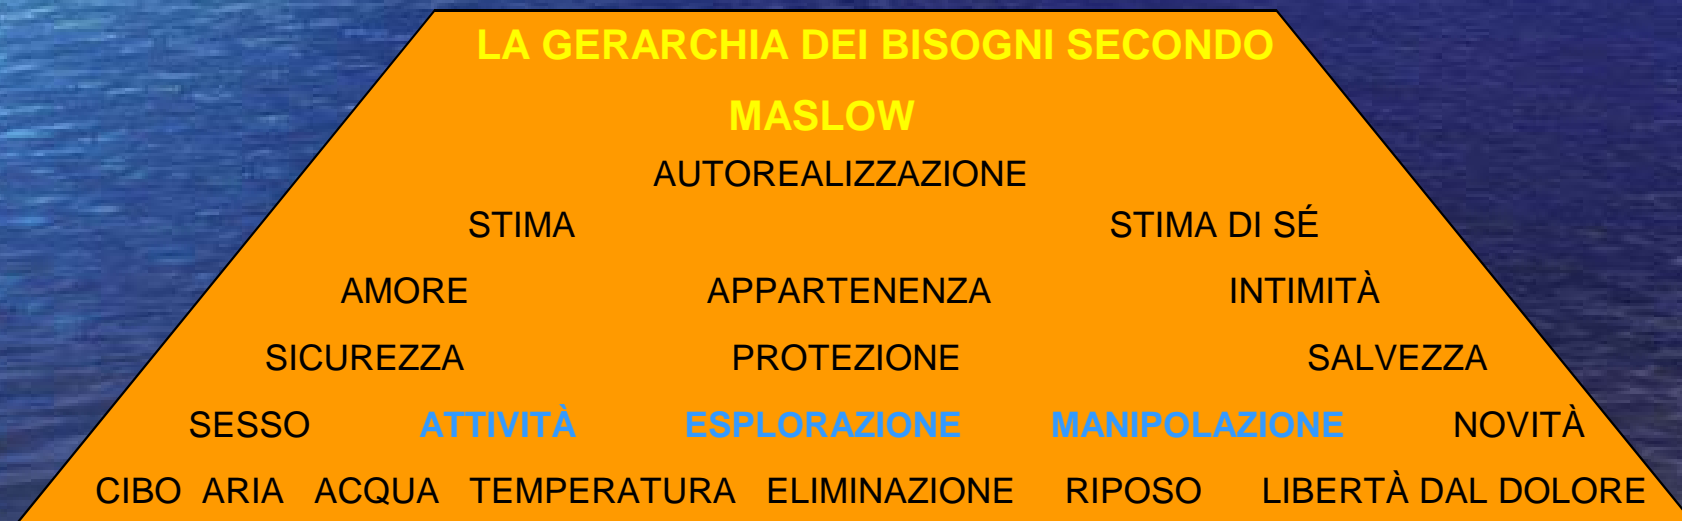 LA GERARCHIA DEI BISOGNI SECONDO
MASLOW
AUTOREALIZZAZIONE
STIMA STIMA DI SÉ
AMORE APPARTENENZA INTIMITÀ
SICUREZZA PROTEZIONE SALVEZZA
SESSO ATTIVITÀ ESPLORAZIONE MANIPOLAZIONE NOVITÀ
CIBO ARIA ACQUA TEMPERATURA ELIMINAZIONE RIPOSO LIBERTÀ DAL DOLORE